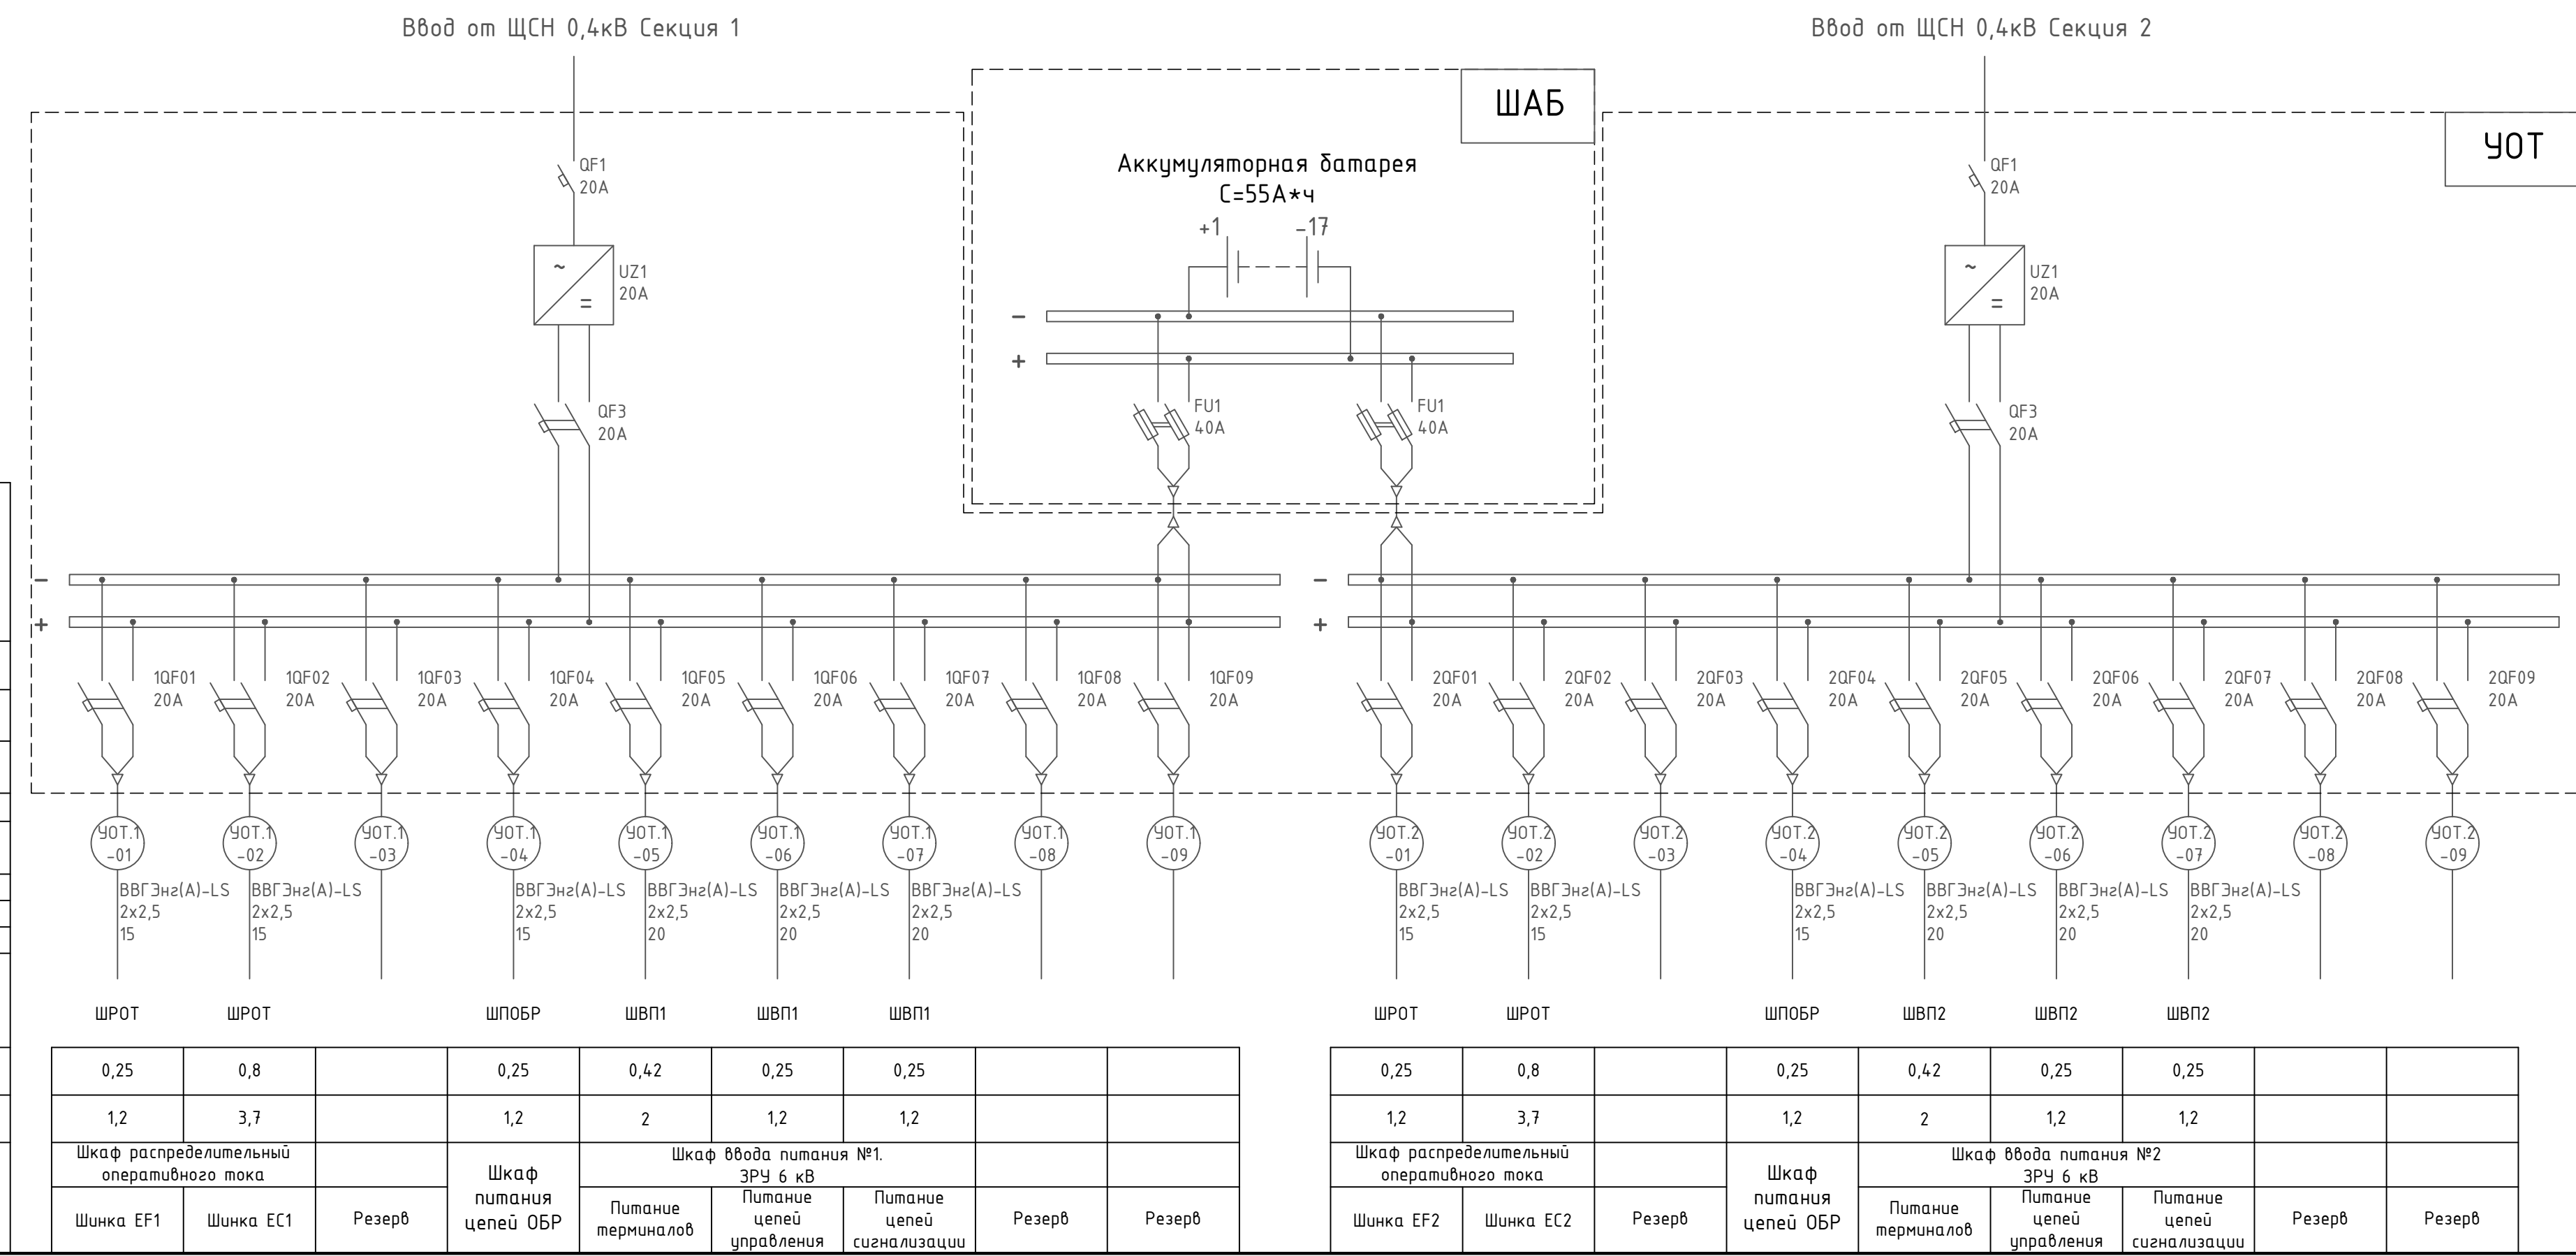 Ввод от ЩСН 0,4кВ Секция 1
Ввод от ЩСН 0,4кВ Секция 2
ШАБ
УОТ
Аккумуляторная батарея
С=55А*ч
+1 -17
QF1
20А
QF1
20А
UZ1
20А
UZ1
20А
-
+
QF3
20А
FU1
40А
FU1
40А
QF3
20А
- -
+ +
1QF01 1QF02 1QF03 1QF04 1QF05 1QF06 1QF07 1QF08 1QF09 2QF01 2QF02 2QF03 2QF04 2QF05 2QF06 2QF07 2QF08 2QF09
20А 20А 20А 20А 20А 20А 20А 20А 20А 20А 20А 20А 20А 20А 20А 20А 20А 20А
УОТ.1 УОТ.1 УОТ.1 УОТ.1 УОТ.1 УОТ.1 УОТ.1 УОТ.1 УОТ.1 УОТ.2 УОТ.2 УОТ.2 УОТ.2 УОТ.2 УОТ.2 УОТ.2 УОТ.2 УОТ.2
-01 -02 -03 -04 -05 -06 -07 -08 -09 -01 -02 -03 -04 -05 -06 -07 -08 -09
ВВГЭнг(А)-LS ВВГЭнг(А)-LS ВВГЭнг(А)-LS ВВГЭнг(А)-LS ВВГЭнг(А)-LS ВВГЭнг(А)-LS ВВГЭнг(А)-LS ВВГЭнг(А)-LS ВВГЭнг(А)-LS ВВГЭнг(А)-LS ВВГЭнг(А)-LS ВВГЭнг(А)-LS
2х2,5 2х2,5 2х2,5 2х2,5 2х2,5 2х2,5 2х2,5 2х2,5 2х2,5 2х2,5 2х2,5 2х2,5
15 15 15 20 20 20 15 15 15 20 20 20
ШРОТ ШРОТ ШПОБР ШВП1 ШВП1 ШВП1 ШРОТ ШРОТ ШПОБР ШВП2 ШВП2 ШВП2
0,25 0,8 0,25 0,42 0,25 0,25 0,25 0,8 0,25 0,42 0,25 0,25
1,2 3,7 1,2 2 1,2 1,2 1,2 3,7 1,2 2 1,2 1,2
Шкаф распределительный
оперативного тока
Шкаф
питания
цепей ОБР
Шкаф ввода питания №1.
ЗРУ 6 кВ
Шинка EF1
Шинка EC1
Резерв
Питание
терминалов
Питание
цепей
управления
Питание
цепей
сигнализации
Резерв
Резерв
Шкаф распределительный
оперативного тока
Шкаф
питания
цепей ОБР
Шкаф ввода питания №2
ЗРУ 6 кВ
Шинка EF2
Шинка EC2
Резерв
Питание
терминалов
Питание
цепей
управления
Питание
цепей
сигнализации
Резерв
Резерв